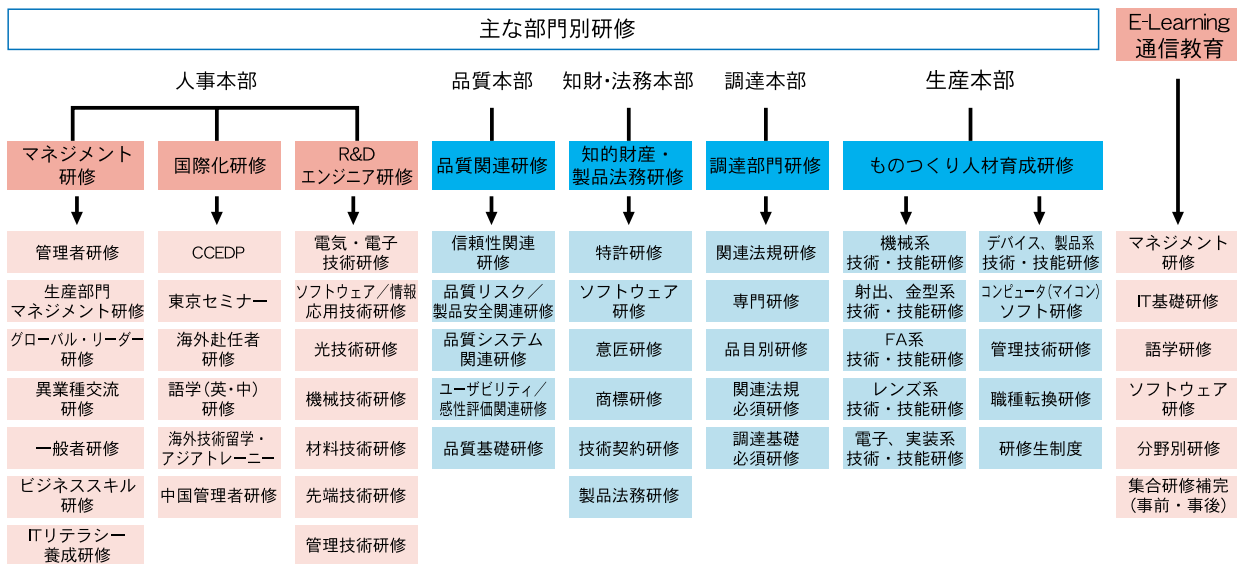 主な部門別研修
E-Learning
通信教育
人事本部
品質本部
知財・法務本部
調達本部
生産本部
マネジメント
研修
国際化研修
R&D
エンジニア研修
品質関連研修
知的財産・
製品法務研修
調達部門研修
ものつくり人材育成研修
管理者研修
生産部門
マネジメント研修
グローバル・リーダー
研修
異業種交流
研修
一般者研修
ビジネススキル
研修
ITリテラシー
養成研修
CCEDP
東京セミナー
海外赴任者
研修
語学(英・中)
研修
海外技術留学・
アジアトレーニー
中国管理者研修
電気・電子
技術研修
ソフトウェア/情報
応用技術研修
光技術研修
機械技術研修
材料技術研修
先端技術研修
管理技術研修
信頼性関連
研修
品質リスク/
製品安全関連研修
品質システム
関連研修
ユーザビリティ/
感性評価関連研修
品質基礎研修
特許研修
ソフトウェア
研修
意匠研修
商標研修
技術契約研修
製品法務研修
関連法規研修
専門研修
品目別研修
関連法規
必須研修
調達基礎
必須研修
機械系
技術・技能研修
射出、金型系
技術・技能研修
FA系
技術・技能研修
レンズ系
技術・技能研修
電子、実装系
技術・技能研修
デバイス、製品系
技術・技能研修
コンピュータ(マイコン)
ソフト研修
管理技術研修
職種転換研修
研修生制度
マネジメント
研修
IT基礎研修
語学研修
ソフトウェア
研修
分野別研修
集合研修補完
(事前・事後)